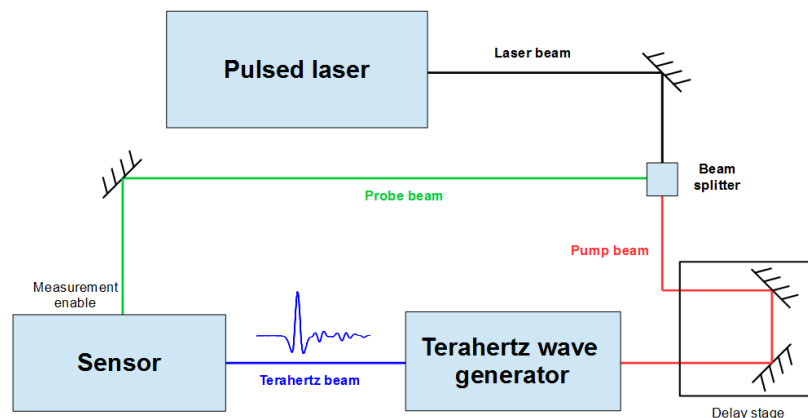 Pulsed laser
Laser beam
Beam
splitter
Probe beam
Pump beam
Measurement
enable
Sensor
Terahertz beam
Terahertz wave
generator
Delay stage